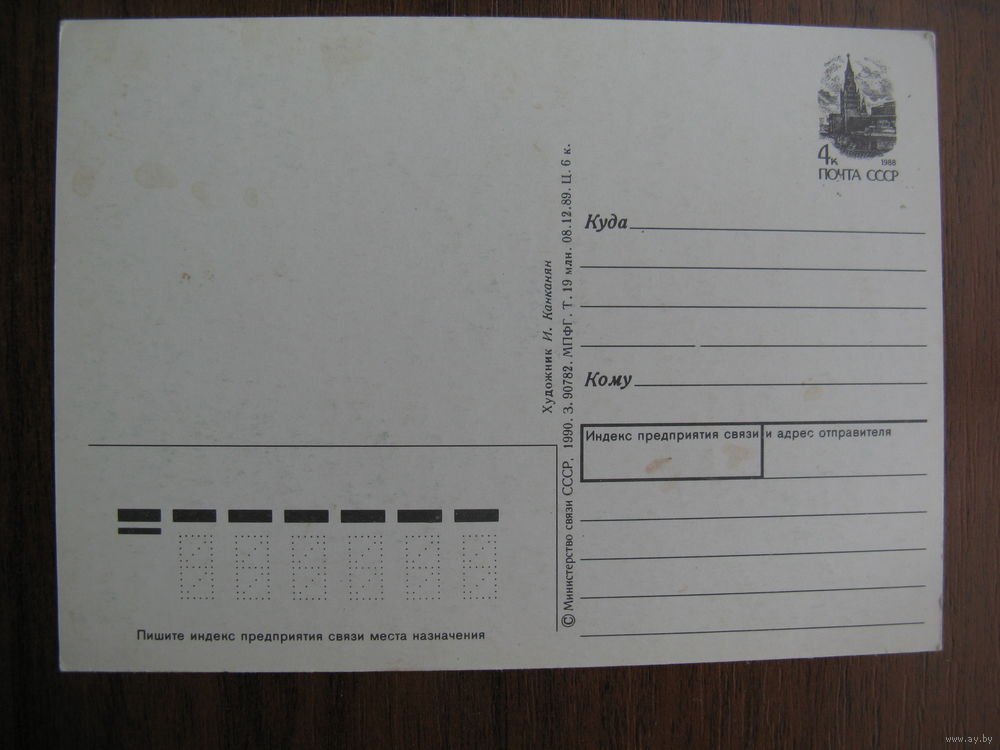 4к
1988
ПОЧТА СССР
Куда
Кому
Индекс предприятия связи и адрес отправителя
Художник И. Канканян
© Министерство связи СССР, 1990. З. 90782. МПФГ. Т. 19 млн. 08.12.89. Ц. 6 к.
Пишите индекс предприятия связи места назначения
www.ay.by